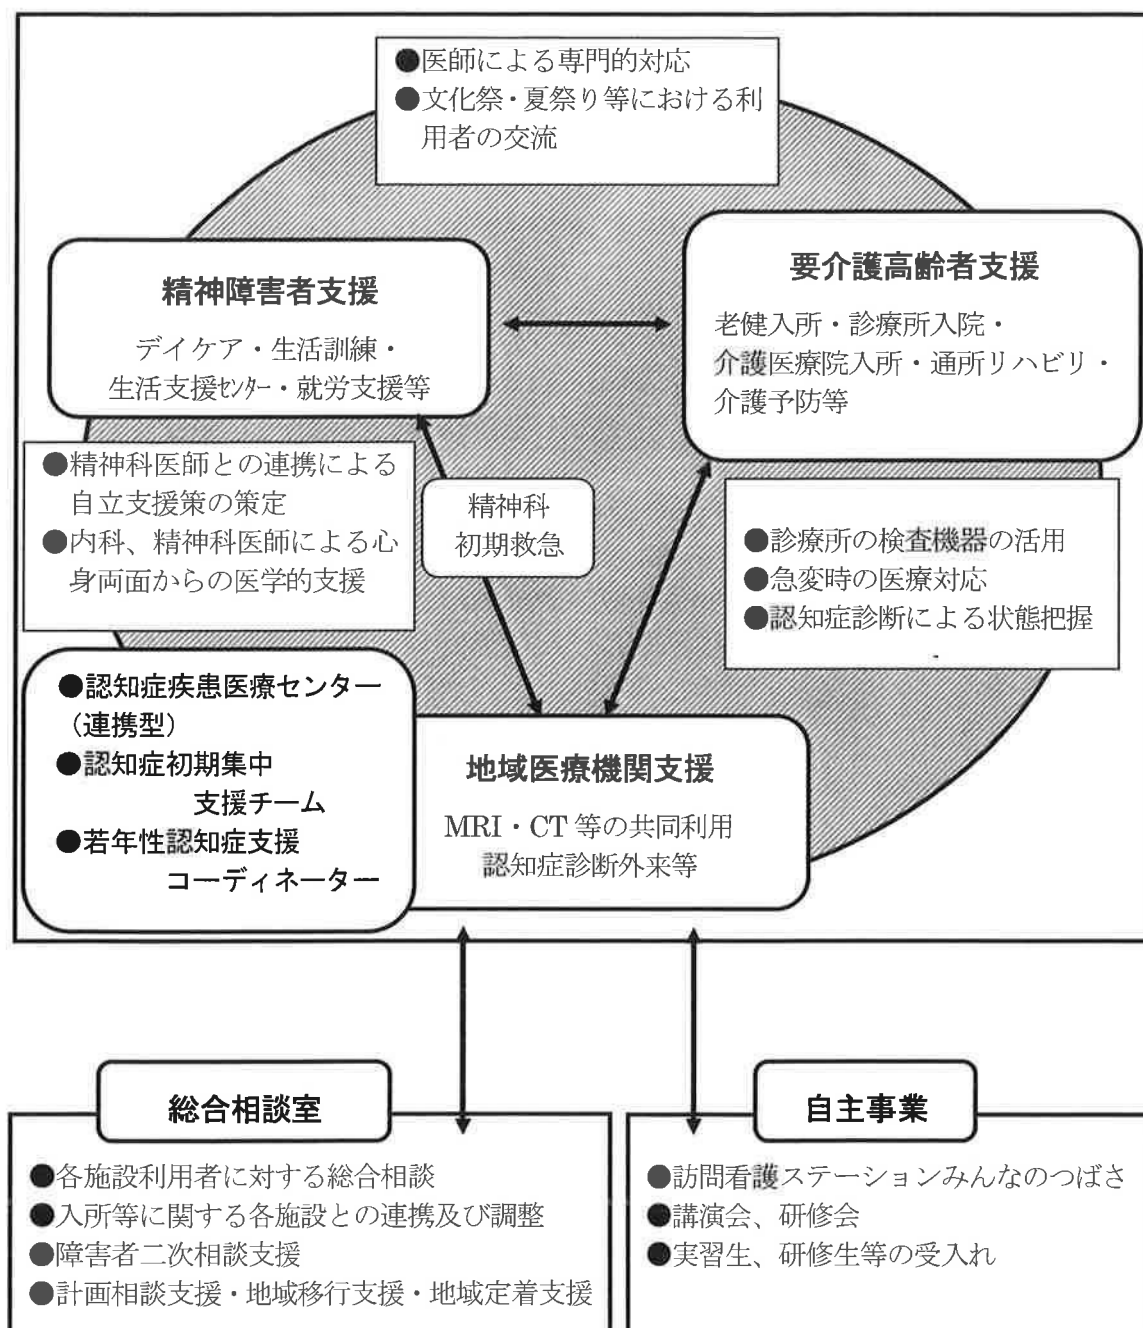 ●医師による専門的対応
●文化祭・夏祭り等における利
用者の交流
精神障害者支援
デイケア・生活訓練・
生活支援ｾﾝﾀｰ・就労支援等
要介護高齢者支援
老健入所・診療所入院・
介護医療院入所・通所リハビリ・
介護予防等
●精神科医師との連携による
自立支援策の策定
●内科、精神科医師による心
身両面からの医学的支援
精神科
初期救急
●診療所の検査機器の活用
●急変時の医療対応
●認知症診断による状態把握
●認知症疾患医療センター
(連携型)
●認知症初期集中
支援チーム
●若年性認知症支援
コーディネーター
地域医療機関支援
MRI・CT 等の共同利用
認知症診断外来等
総合相談室
●各施設利用者に対する総合相談
●入所等に関する各施設との連携及び調整
●障害者二次相談支援
●計画相談支援・地域移行支援・地域定着支援
自主事業
●訪問看護ステーションみんなのつばさ
●講演会、研修会
●実習生、研修生等の受入れ